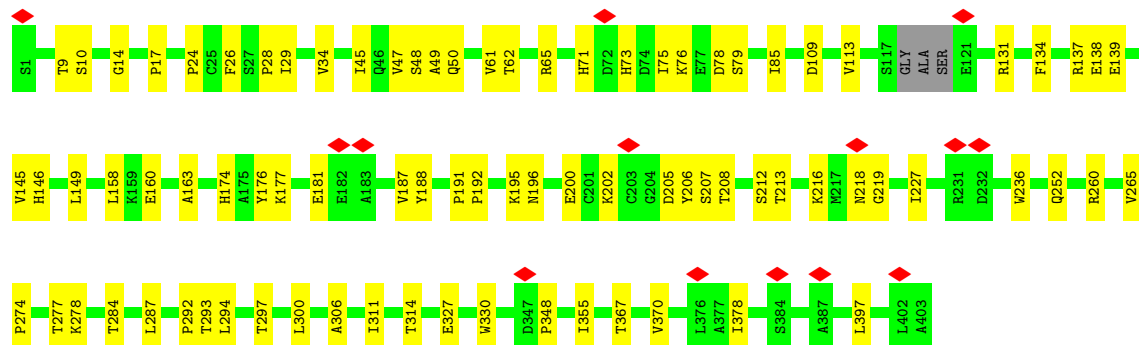 S1 T9 S10 G14 P17 P24 C25 F26 S27 P28 I29 V34 I45 Q46 V47 S48 A49 Q50 V61 T62 R65 H71 D72 H73 D74 I75 K76 E77 D78 S79 I85 D109 V113 S117 GLY ALA SER E121 R131 F134 R137 E138 E139
V145 H146 L149 L158 K159 E160 A163 H174 A175 Y176 K177 E181 E182 A183 V187 Y188 P191 P192 K195 N196 E200 C201 K202 C203 G204 D205 Y206 S207 T208 S212 T213 K216 M217 N218 G219 I227 R231 D232 W236 Q252 R260 V265
P274 T277 K278 T284 L287 P292 T293 L294 T297 L300 A306 I311 T314 E327 W330 D347 P348 I355 T367 V370 L376 A377 I378 S384 A387 L397 L402 A403